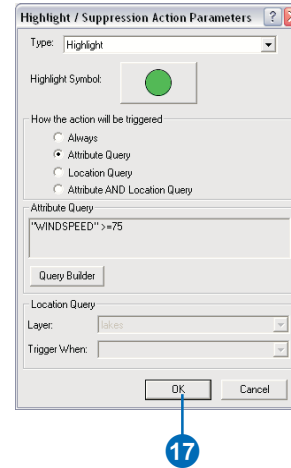 Highlight / Suppression Action Parameters ?
Type: Highlight
Highlight Symbol:
How the action will be triggered
Always
Attribute Query
Location Query
Attribute AND Location Query
Attribute Query
"WINDSPEED" >=75
Query Builder
Location Query
Layer: lakes
Trigger When:
OK Cancel
17